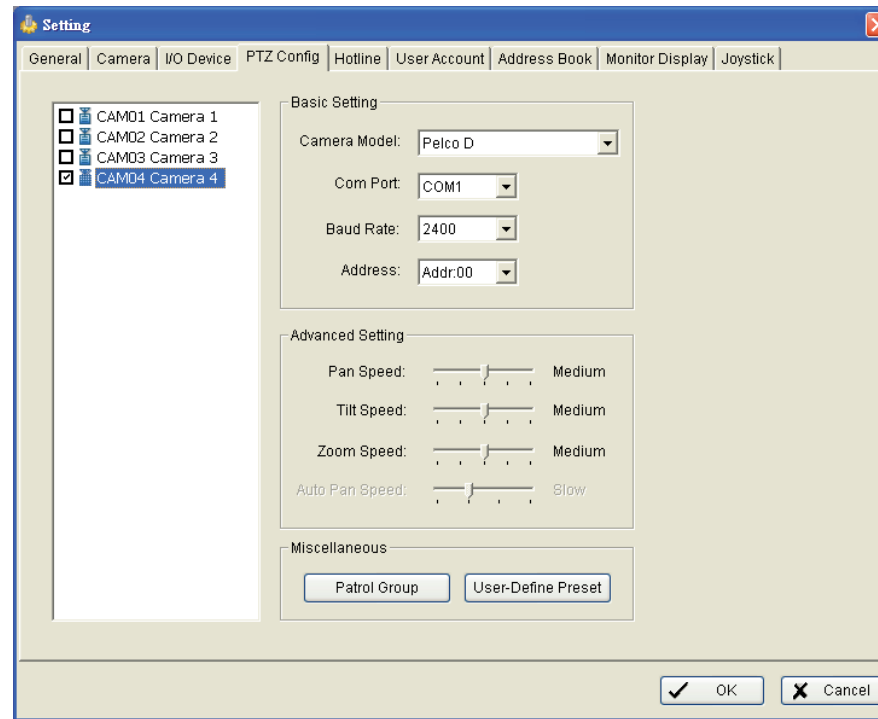 Setting
General Camera I/O Device PTZ Config Hotline User Account Address Book Monitor Display Joystick
CAM01 Camera 1
CAM02 Camera 2
CAM03 Camera 3
CAM04 Camera 4
Basic Setting
Camera Model: Pelco D
Com Port: COM1
Baud Rate: 2400
Address: Addr:00
Advanced Setting
Pan Speed: Medium
Tilt Speed: Medium
Zoom Speed: Medium
Auto Pan Speed: Slow
Miscellaneous
Patrol Group User-Define Preset
OK Cancel